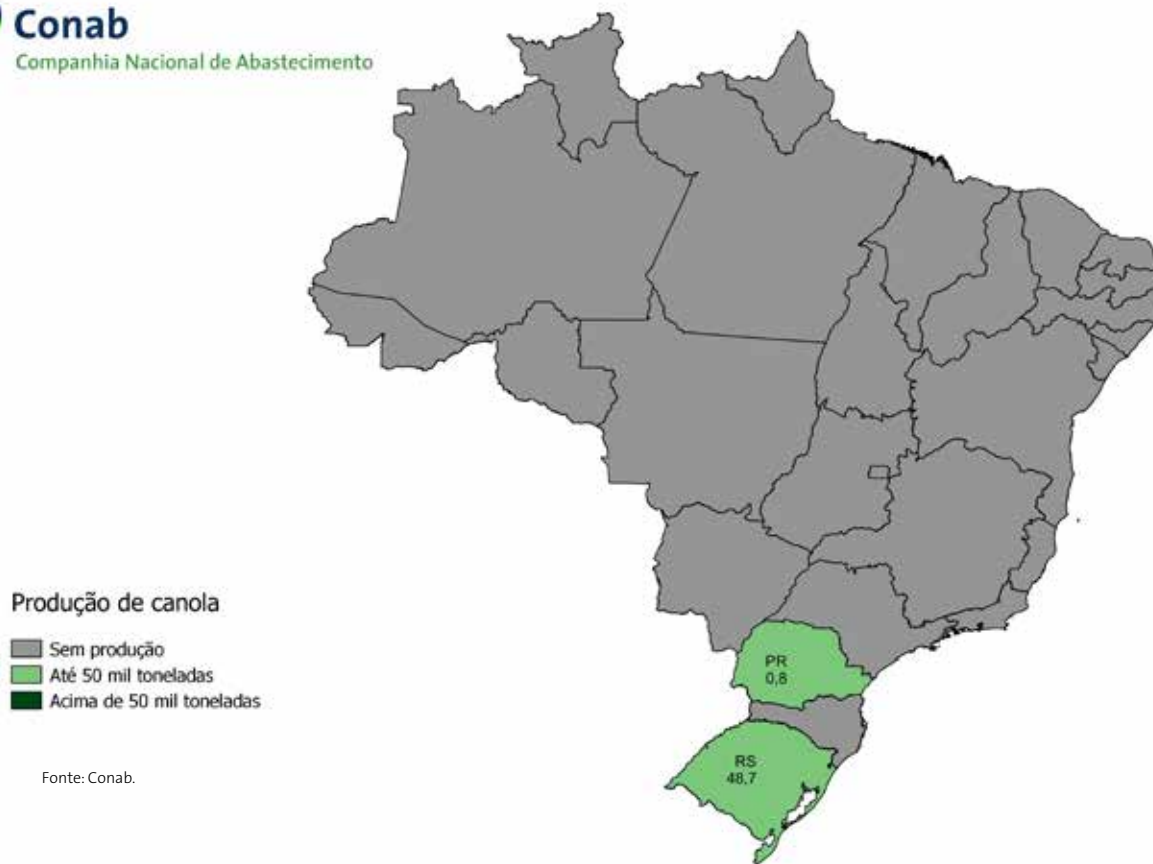 Conab
Companhia Nacional de Abastecimento
PR
0,8
RS
48,7
Produção de canola
Sem produção
Até 50 mil toneladas
Acima de 50 mil toneladas
Fonte: Conab.